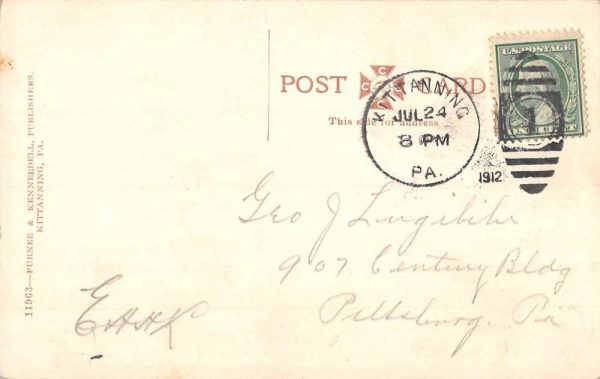 11963—FURNEE & KENNERDELL, PUBLISHERS.
KITTANNING, PA.
POST CARD
This side for address
KITTANNING
JUL 24
8 PM
PA.
1912
U.S. POSTAGE
ONE CENT
Geo J
907 Century Bldg
Pittsburg. Pa